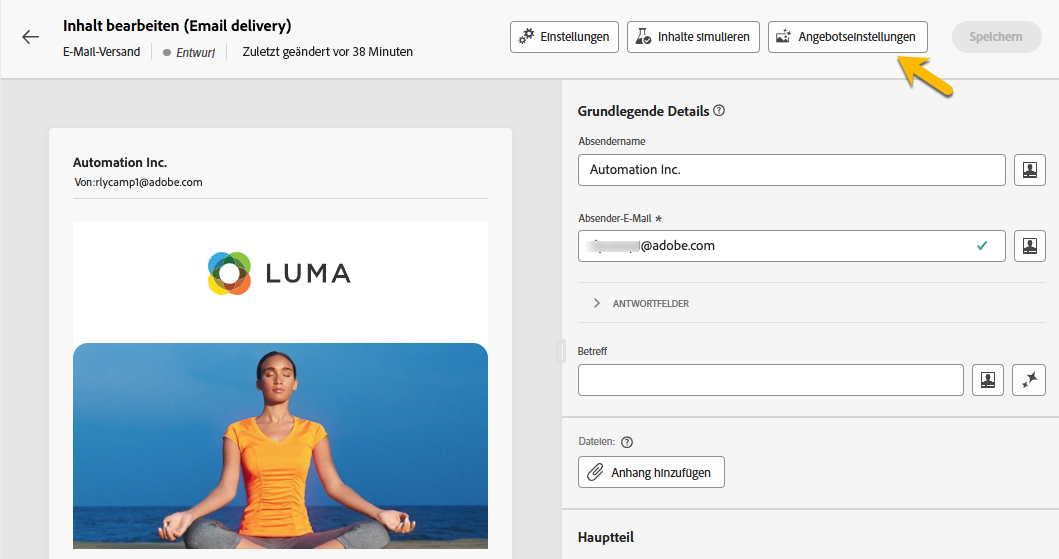 Inhalt bearbeiten (Email delivery)
E-Mail-Versand Entwurf Zuletzt geändert vor 38 Minuten
Einstellungen Inhalte simulieren Angebotseinstellungen Speichern
Automation Inc.
Von:rlycamp1@adobe.com
LUMA
Grundlegende Details
Absendername
Automation Inc.
Absender-E-Mail *
@adobe.com
ANTWORTFELDER
Betreff
Dateien:
Anhang hinzufügen
Hauptteil